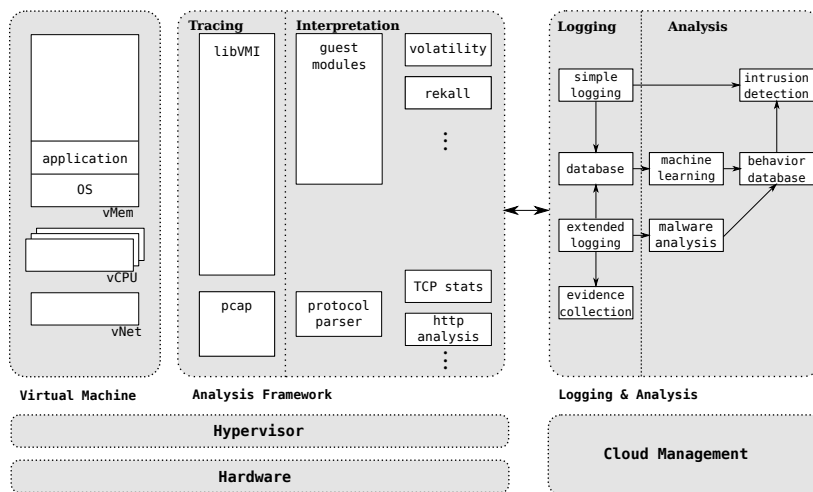 application
OS
vMem
vCPU
vNet
Virtual Machine
Tracing
Interpretation
libVMI
guest
modules
volatility
rekall
pcap
protocol
parser
TCP stats
http
analysis
Analysis Framework
Logging
Analysis
simple
logging
intrusion
detection
database
machine
learning
behavior
database
extended
logging
malware
analysis
evidence
collection
Logging & Analysis
Hypervisor
Hardware
Cloud Management